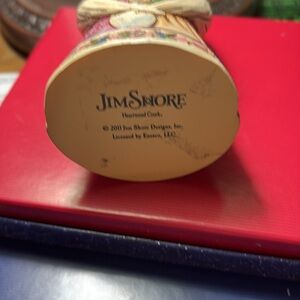 JIM SHORE
Heartwood Creek
© 2011 Jim Shore Designs, Inc.
Licensed by Enesco, LLC